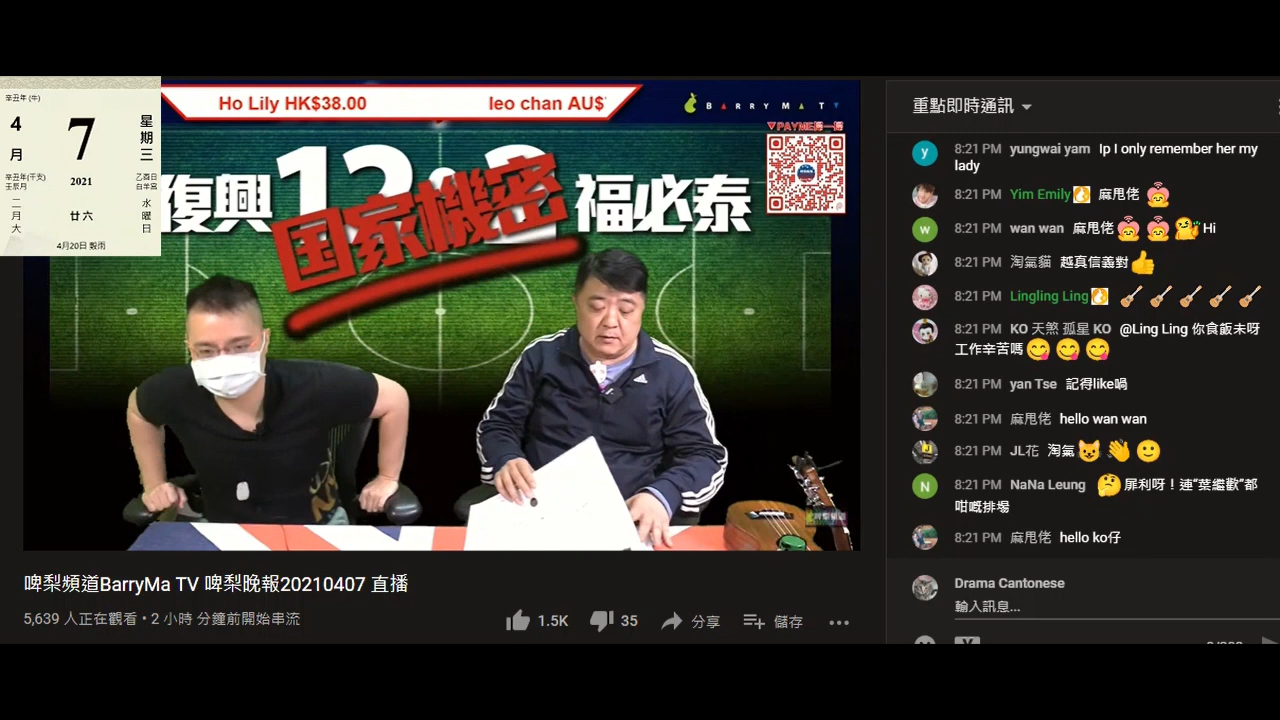 辛丑年 (牛)
4
月
7
2021
星期三
辛丑年(干支)
壬辰月
乙酉日
白羊宮
二月大
廿六
水曜日
4月20日 穀雨
Ho Lily HK$38.00
leo chan AU$
BARRYMATV
▼PAYME掃一掃
復興
福必泰
国家機密
啤梨頻道
啤梨頻道BarryMa TV 啤梨晚報20210407 直播
5,639 人正在觀看 • 2 小時 分鐘前開始串流
1.5K
35
分享
儲存
重點即時通訊
y
8:21 PM yungwai yam Ip I only remember her my
lady
8:21 PM Yim Emily 麻甩佬
w
8:21 PM wan wan 麻甩佬 Hi
8:21 PM 淘氣貓 越真信義對
8:21 PM Lingling Ling
8:21 PM KO 天煞 孤星 KO @Ling Ling 你食飯未呀
工作辛苦嗎
8:21 PM yan Tse 記得like喎
8:21 PM 麻甩佬 hello wan wan
8:21 PM JL花 淘氣
N
8:21 PM NaNa Leung 犀利呀！連“葉繼歡”都
咁嘅排場
8:21 PM 麻甩佬 hello ko仔
Drama Cantonese
輸入訊息...